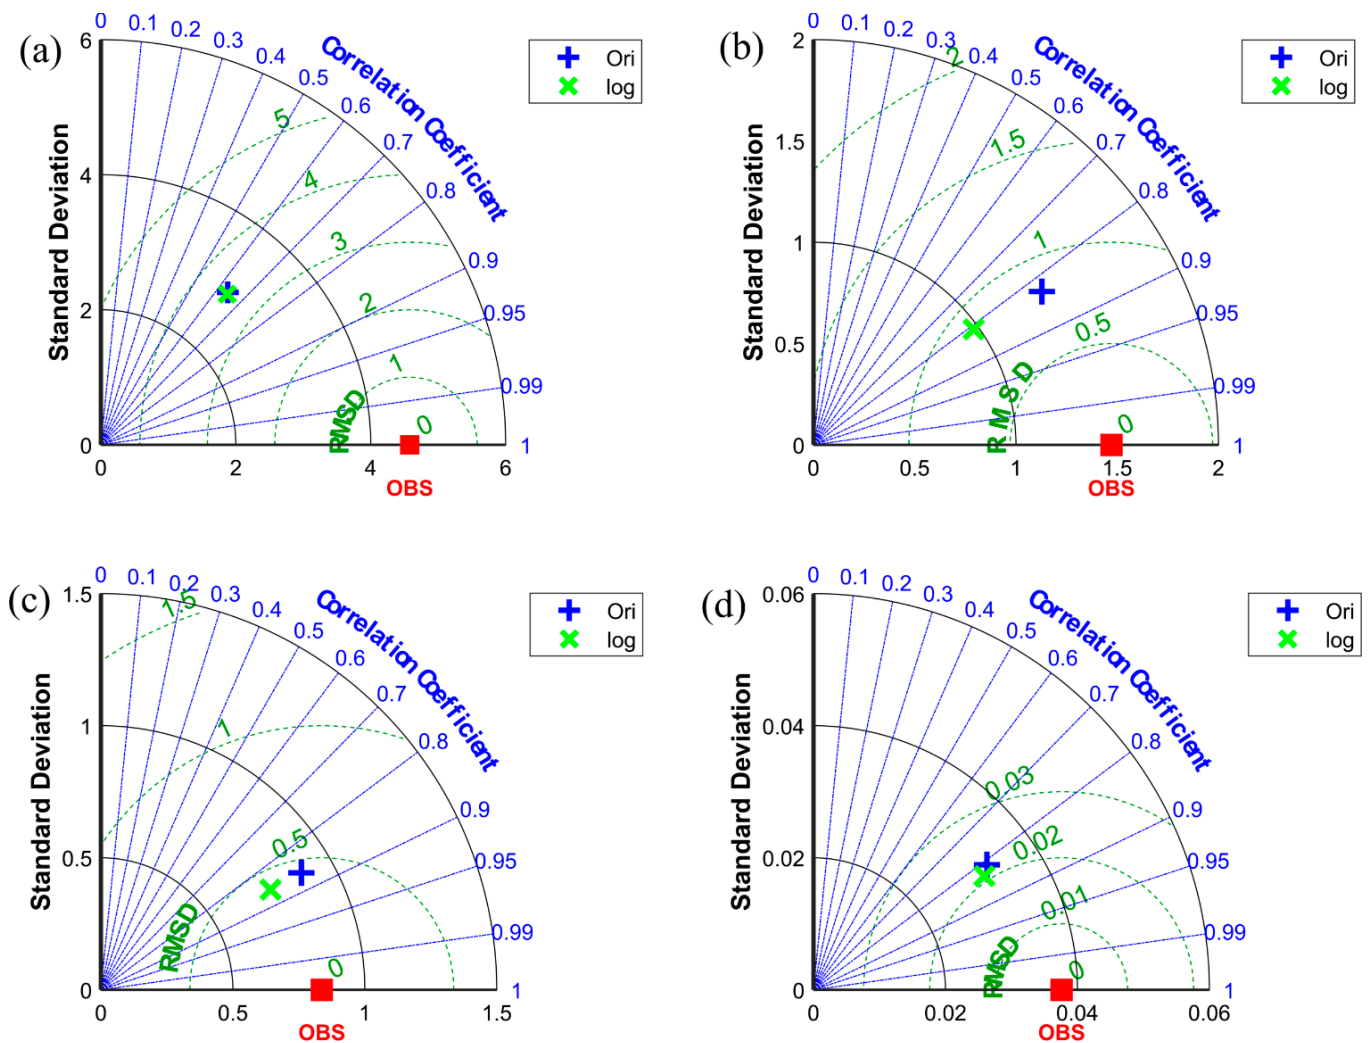 (a)
0 0.1 0.2 0.3 0.4 0.5 0.6 0.7 0.8 0.9 0.95 0.99 1
Correlation Coefficient
Standard Deviation
6
4
2
0
0 2 4 6
5
4
3
2
1
0
RMSD
OBS
Ori
log
(b)
0 0.1 0.2 0.3 0.4 0.5 0.6 0.7 0.8 0.9 0.95 0.99 1
Correlation Coefficient
Standard Deviation
2
1.5
1
0.5
0
0 0.5 1 1.5 2
2
1.5
1
0.5
0
RMSD
OBS
Ori
log
(c)
0 0.1 0.2 0.3 0.4 0.5 0.6 0.7 0.8 0.9 0.95 0.99 1
Correlation Coefficient
Standard Deviation
1.5
1
0.5
0
0 0.5 1 1.5
1.5
1
0.5
0
RMSD
OBS
Ori
log
(d)
0 0.1 0.2 0.3 0.4 0.5 0.6 0.7 0.8 0.9 0.95 0.99 1
Correlation Coefficient
Standard Deviation
0.06
0.04
0.02
0
0 0.02 0.04 0.06
0.03
0.02
0.01
0
RMSD
OBS
Ori
log